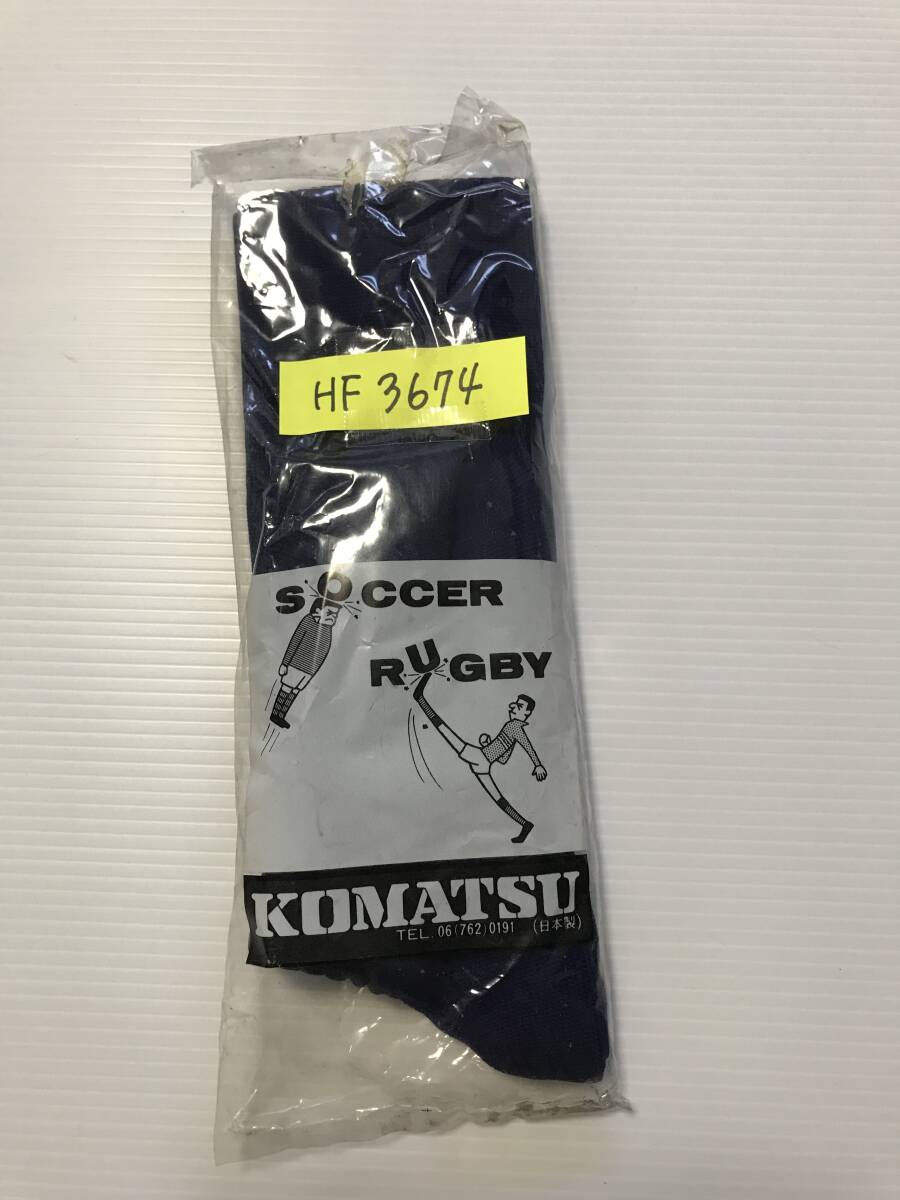 HF 3674
SOCCER
RUGBY
KOMATSU
TEL. 06(762)0191 (日本製)